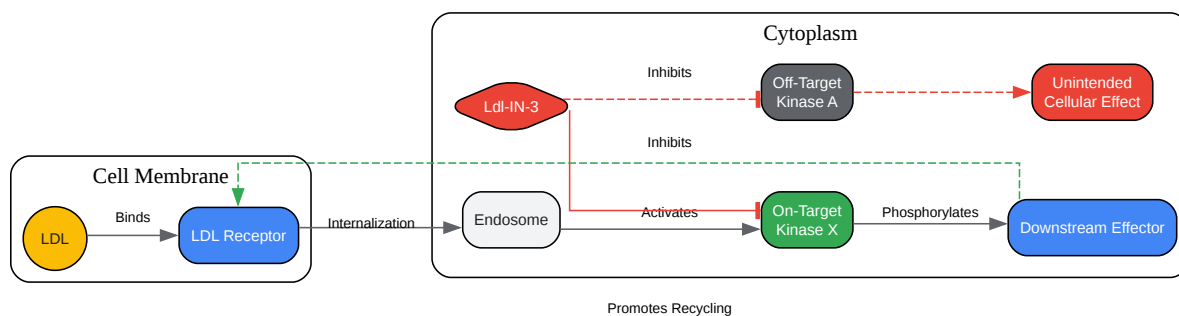 Cytoplasm
Inhibits
Ldl-IN-3
Off-Target
Kinase A
Unintended
Cellular Effect
Inhibits
Cell Membrane
LDL
Binds
LDL Receptor
Internalization
Endosome
Activates
On-Target
Kinase X
Phosphorylates
Downstream Effector
Promotes Recycling